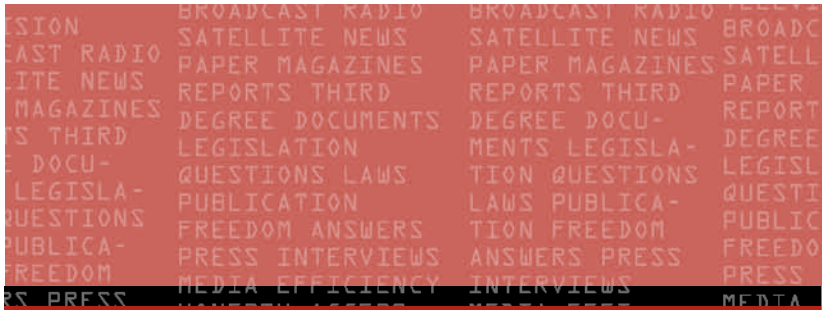 ISION
CAST RADIO
LITE NEWS
MAGAZINES
TS THIRD
E DOCU-
LEGISLA-
QUESTIONS
PUBLICA-
FREEDOM
RS PRESS
BROADCAST RADIO
SATELLITE NEWS
PAPER MAGAZINES
REPORTS THIRD
DEGREE DOCUMENTS
LEGISLATION
QUESTIONS LAWS
PUBLICATION
FREEDOM ANSWERS
PRESS INTERVIEWS
MEDIA EFFICIENCY
BROADCAST RADIO
SATELLITE NEWS
PAPER MAGAZINES
REPORTS THIRD
DEGREE DOCU-
MENTS LEGISLA-
TION QUESTIONS
LAWS PUBLICA-
TION FREEDOM
ANSWERS PRESS
INTERVIEWS
BROADC
SATELL
PAPER
REPORT
DEGREE
LEGISL
QUESTI
PUBLIC
FREEDO
PRESS
MEDIA